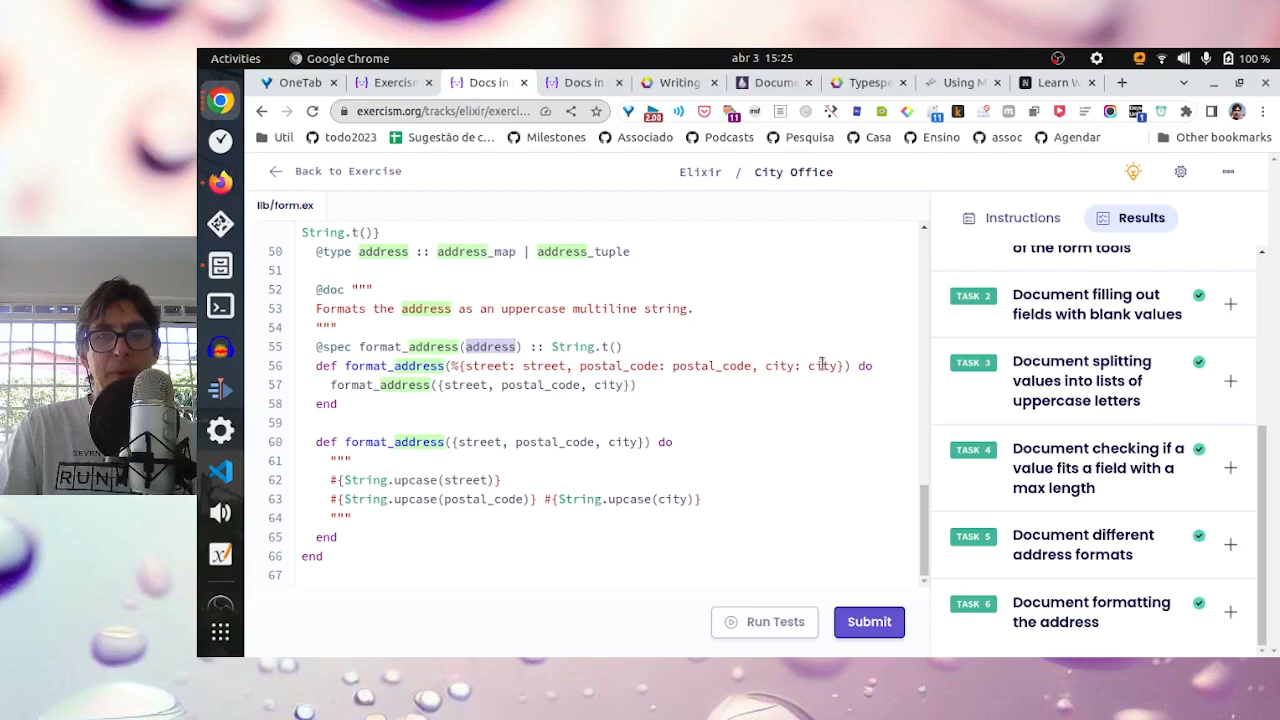 Activities
Google Chrome
abr 3 15:25
100 %
OneTab
Exercism
Docs in
Docs in
Writing
Docume
Typespe
Using M
Learn W
exercism.org/tracks/elixir/exerci...
2.00
11
11
1
Util
todo2023
Sugestão de c...
Milestones
Associado
Podcasts
Pesquisa
Casa
Ensino
assoc
Agendar
Other bookmarks
Back to Exercise
Elixir / City Office
lib/form.ex
Instructions
Results
String.t()}
50 @type address :: address_map | address_tuple
51
52 @doc """
53 Formats the address as an uppercase multiline string.
54 """
55 @spec format_address(address) :: String.t()
56 def format_address(%{street: street, postal_code: postal_code, city: city}) do
57 format_address({street, postal_code, city})
58 end
59
60 def format_address({street, postal_code, city}) do
61 """
62 #{String.upcase(street)}
63 #{String.upcase(postal_code)} #{String.upcase(city)}
64 """
65 end
66 end
67
Run Tests
Submit
of the form tools
TASK 2 Document filling out
fields with blank values
TASK 3 Document splitting
values into lists of
uppercase letters
TASK 4 Document checking if a
value fits a field with a
max length
TASK 5 Document different
address formats
TASK 6 Document formatting
the address
SEVEN
RUN